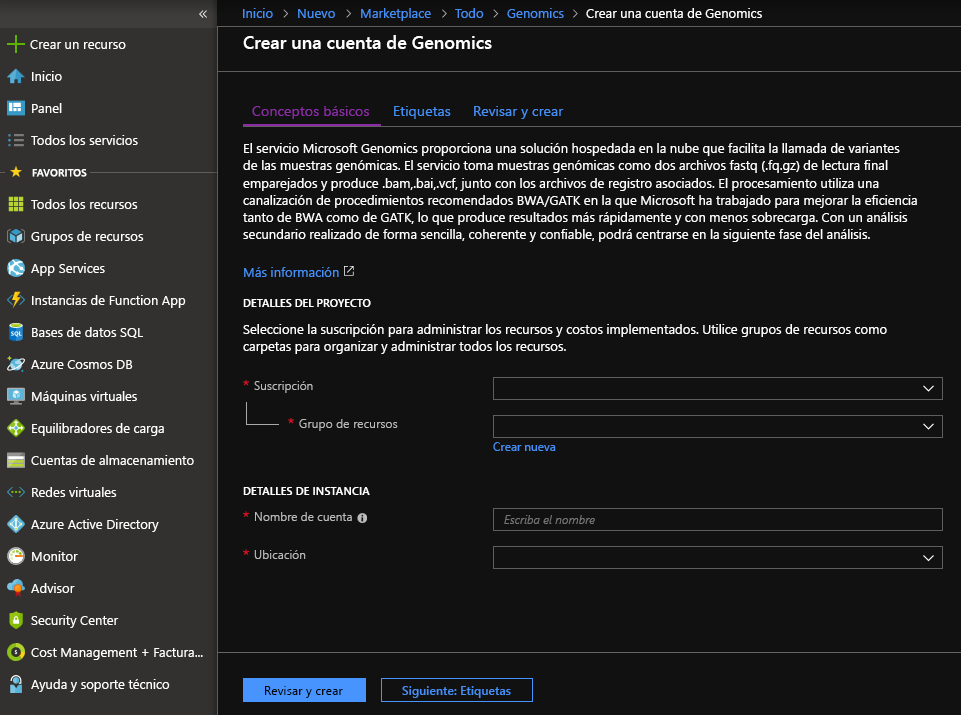 «
Crear un recurso
Inicio
Panel
Todos los servicios
FAVORITOS
Todos los recursos
Grupos de recursos
App Services
Instancias de Function App
Bases de datos SQL
Azure Cosmos DB
Máquinas virtuales
Equilibradores de carga
Cuentas de almacenamiento
Redes virtuales
Azure Active Directory
Monitor
Advisor
Security Center
Cost Management + Factura...
Ayuda y soporte técnico
Inicio > Nuevo > Marketplace > Todo > Genomics > Crear una cuenta de Genomics
Crear una cuenta de Genomics
Conceptos básicos Etiquetas Revisar y crear
El servicio Microsoft Genomics proporciona una solución hospedada en la nube que facilita la llamada de variantes
de las muestras genómicas. El servicio toma muestras genómicas como dos archivos fastq (.fq.gz) de lectura final
emparejados y produce .bam,.bai,.vcf, junto con los archivos de registro asociados. El procesamiento utiliza una
canalización de procedimientos recomendados BWA/GATK en la que Microsoft ha trabajado para mejorar la eficiencia
tanto de BWA como de GATK, lo que produce resultados más rápidamente y con menos sobrecarga. Con un análisis
secundario realizado de forma sencilla, coherente y confiable, podrá centrarse en la siguiente fase del análisis.
Más información
DETALLES DEL PROYECTO
Seleccione la suscripción para administrar los recursos y costos implementados. Utilice grupos de recursos como
carpetas para organizar y administrar todos los recursos.
* Suscripción
* Grupo de recursos
Crear nueva
DETALLES DE INSTANCIA
* Nombre de cuenta
Escriba el nombre
* Ubicación
Revisar y crear
Siguiente: Etiquetas